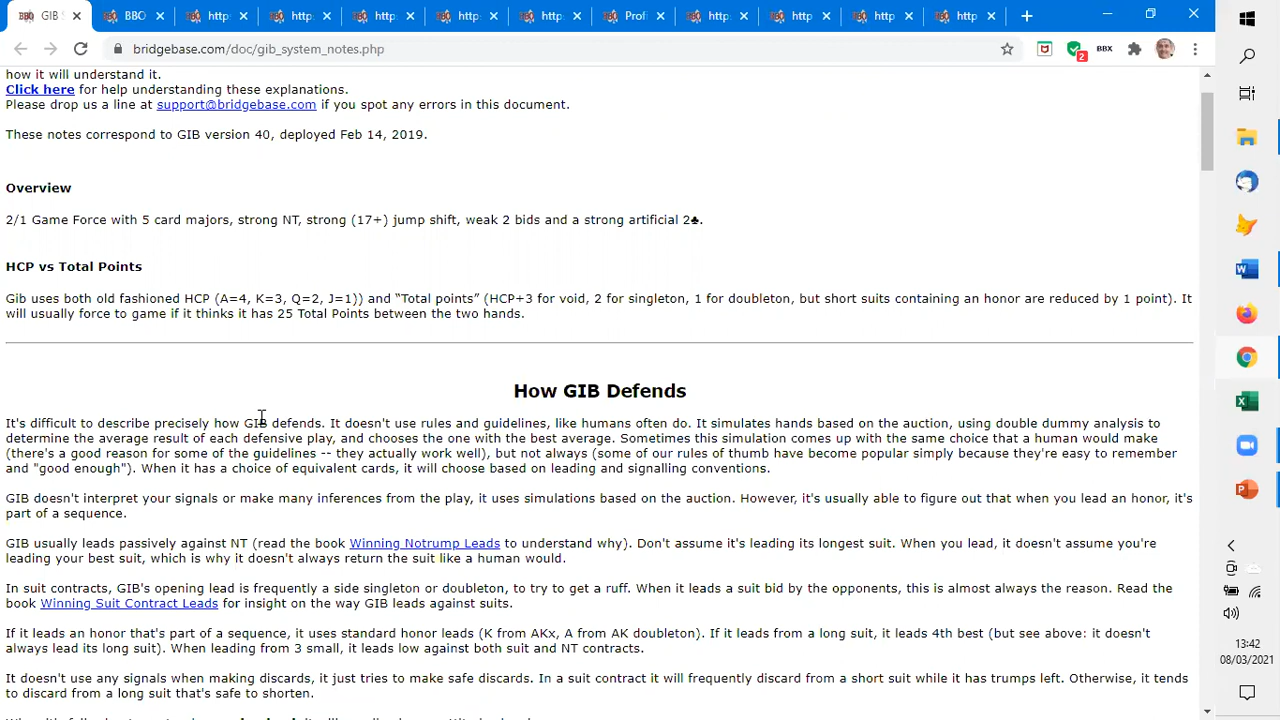 GIB S
BBO
http:
http:
http:
http:
http:
Profi
http:
http:
http:
http:
bridgebase.com/doc/gib_system_notes.php
2
BBX
how it will understand it.
Click here for help understanding these explanations.
Please drop us a line at support@bridgebase.com if you spot any errors in this document.
These notes correspond to GIB version 40, deployed Feb 14, 2019.
Overview
2/1 Game Force with 5 card majors, strong NT, strong (17+) jump shift, weak 2 bids and a strong artificial 2♣.
HCP vs Total Points
Gib uses both old fashioned HCP (A=4, K=3, Q=2, J=1)) and “Total points” (HCP+3 for void, 2 for singleton, 1 for doubleton, but short suits containing an honor are reduced by 1 point). It
will usually force to game if it thinks it has 25 Total Points between the two hands.
How GIB Defends
It's difficult to describe precisely how GIB defends. It doesn't use rules and guidelines, like humans often do. It simulates hands based on the auction, using double dummy analysis to
determine the average result of each defensive play, and chooses the one with the best average. Sometimes this simulation comes up with the same choice that a human would make
(there's a good reason for some of the guidelines -- they actually work well), but not always (some of our rules of thumb have become popular simply because they're easy to remember
and "good enough"). When it has a choice of equivalent cards, it will choose based on leading and signalling conventions.
GIB doesn't interpret your signals or make many inferences from the play, it uses simulations based on the auction. However, it's usually able to figure out that when you lead an honor, it's
part of a sequence.
GIB usually leads passively against NT (read the book Winning Notrump Leads to understand why). Don't assume it's leading its longest suit. When you lead, it doesn't assume you're
leading your best suit, which is why it doesn't always return the suit like a human would.
In suit contracts, GIB's opening lead is frequently a side singleton or doubleton, to try to get a ruff. When it leads a suit bid by the opponents, this is almost always the reason. Read the
book Winning Suit Contract Leads for insight on the way GIB leads against suits.
If it leads an honor that's part of a sequence, it uses standard honor leads (K from AKx, A from AK doubleton). If it leads from a long suit, it leads 4th best (but see above: it doesn't
always lead its long suit). When leading from 3 small, it leads low against both suit and NT contracts.
It doesn't use any signals when making discards, it just tries to make safe discards. In a suit contract it will frequently discard from a short suit while it has trumps left. Otherwise, it tends
to discard from a long suit that's safe to shorten.
13:42
08/03/2021